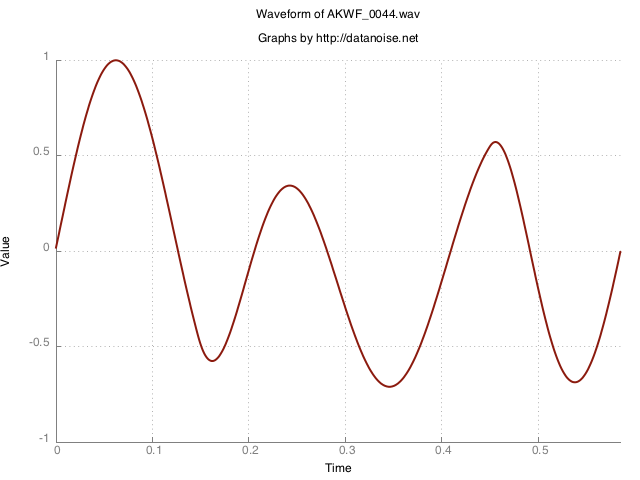 Waveform of AKWF_0044.wav
Graphs by http://datanoise.net
1
0.5
0
-0.5
-1
Value
0 0.1 0.2 0.3 0.4 0.5
Time